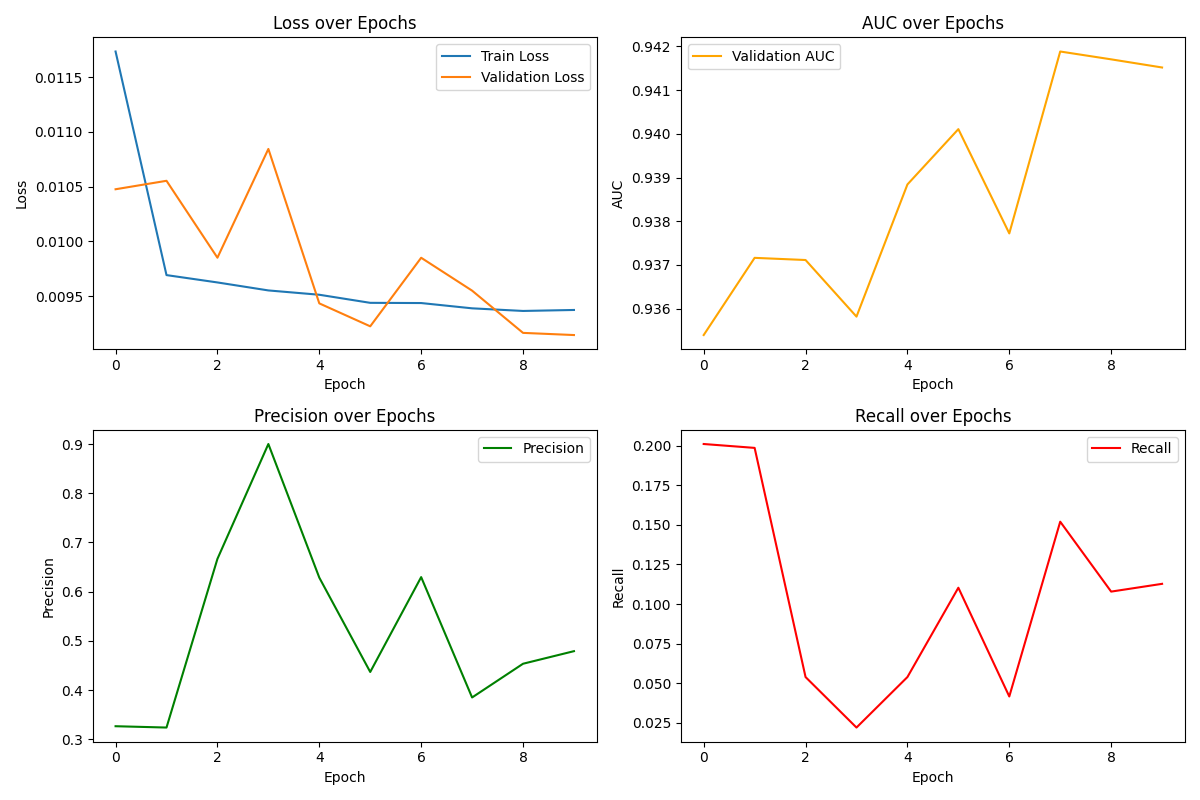 Loss over Epochs
Train Loss
Validation Loss
0.0115
0.0110
0.0105
0.0100
0.0095
Loss
0 2 4 6 8
Epoch
AUC over Epochs
Validation AUC
0.942
0.941
0.940
0.939
0.938
0.937
0.936
AUC
0 2 4 6 8
Epoch
Precision over Epochs
Precision
0.9
0.8
0.7
0.6
0.5
0.4
0.3
Precision
0 2 4 6 8
Epoch
Recall over Epochs
Recall
0.200
0.175
0.150
0.125
0.100
0.075
0.050
0.025
Recall
0 2 4 6 8
Epoch